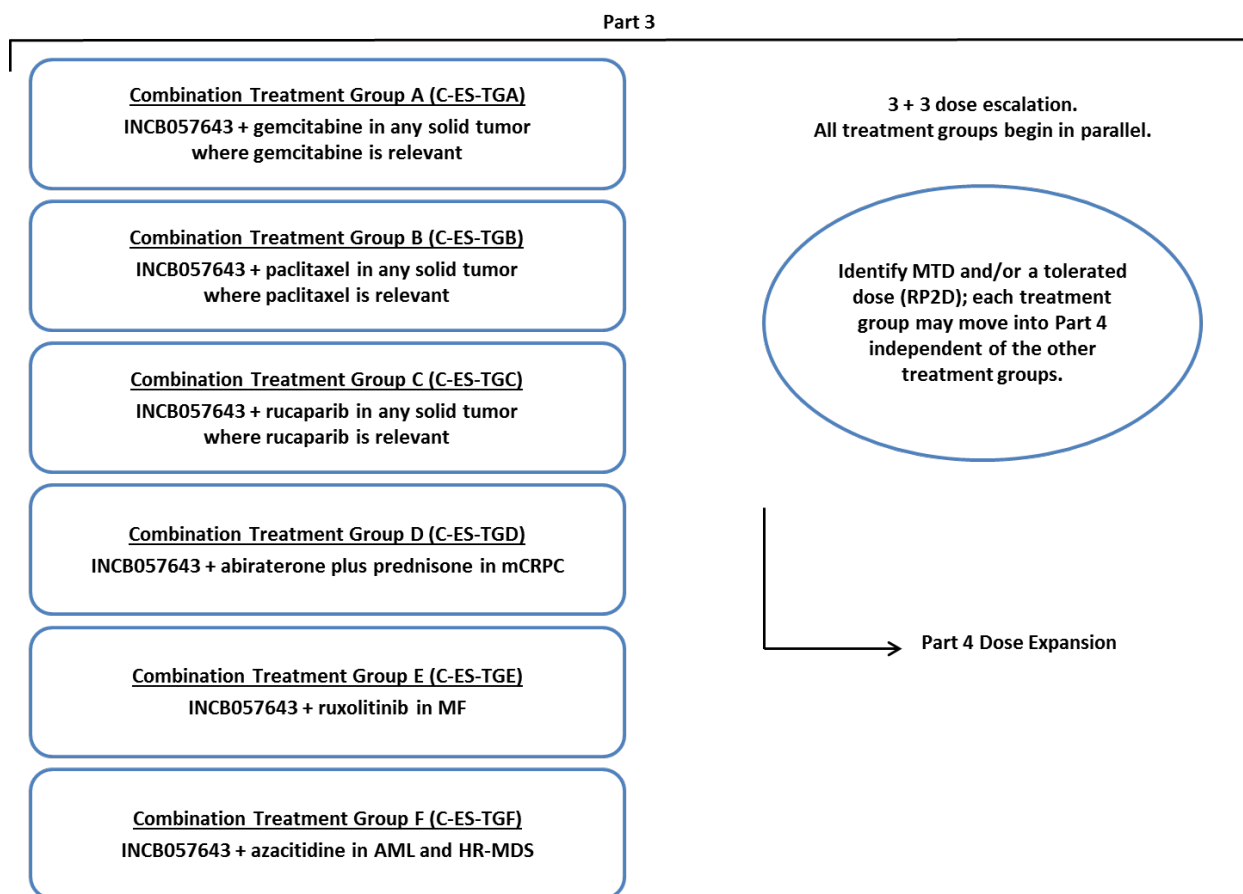 Part 3
Combination Treatment Group A (C-ES-TGA)
INCB057643 + gemcitabine in any solid tumor
where gemcitabine is relevant
Combination Treatment Group B (C-ES-TGB)
INCB057643 + paclitaxel in any solid tumor
where paclitaxel is relevant
Combination Treatment Group C (C-ES-TGC)
INCB057643 + rucaparib in any solid tumor
where rucaparib is relevant
Combination Treatment Group D (C-ES-TGD)
INCB057643 + abiraterone plus prednisone in mCRPC
Combination Treatment Group E (C-ES-TGE)
INCB057643 + ruxolitinib in MF
Combination Treatment Group F (C-ES-TGF)
INCB057643 + azacitidine in AML and HR-MDS
3 + 3 dose escalation.
All treatment groups begin in parallel.
Identify MTD and/or a tolerated
dose (RP2D); each treatment
group may move into Part 4
independent of the other
treatment groups.
Part 4 Dose Expansion